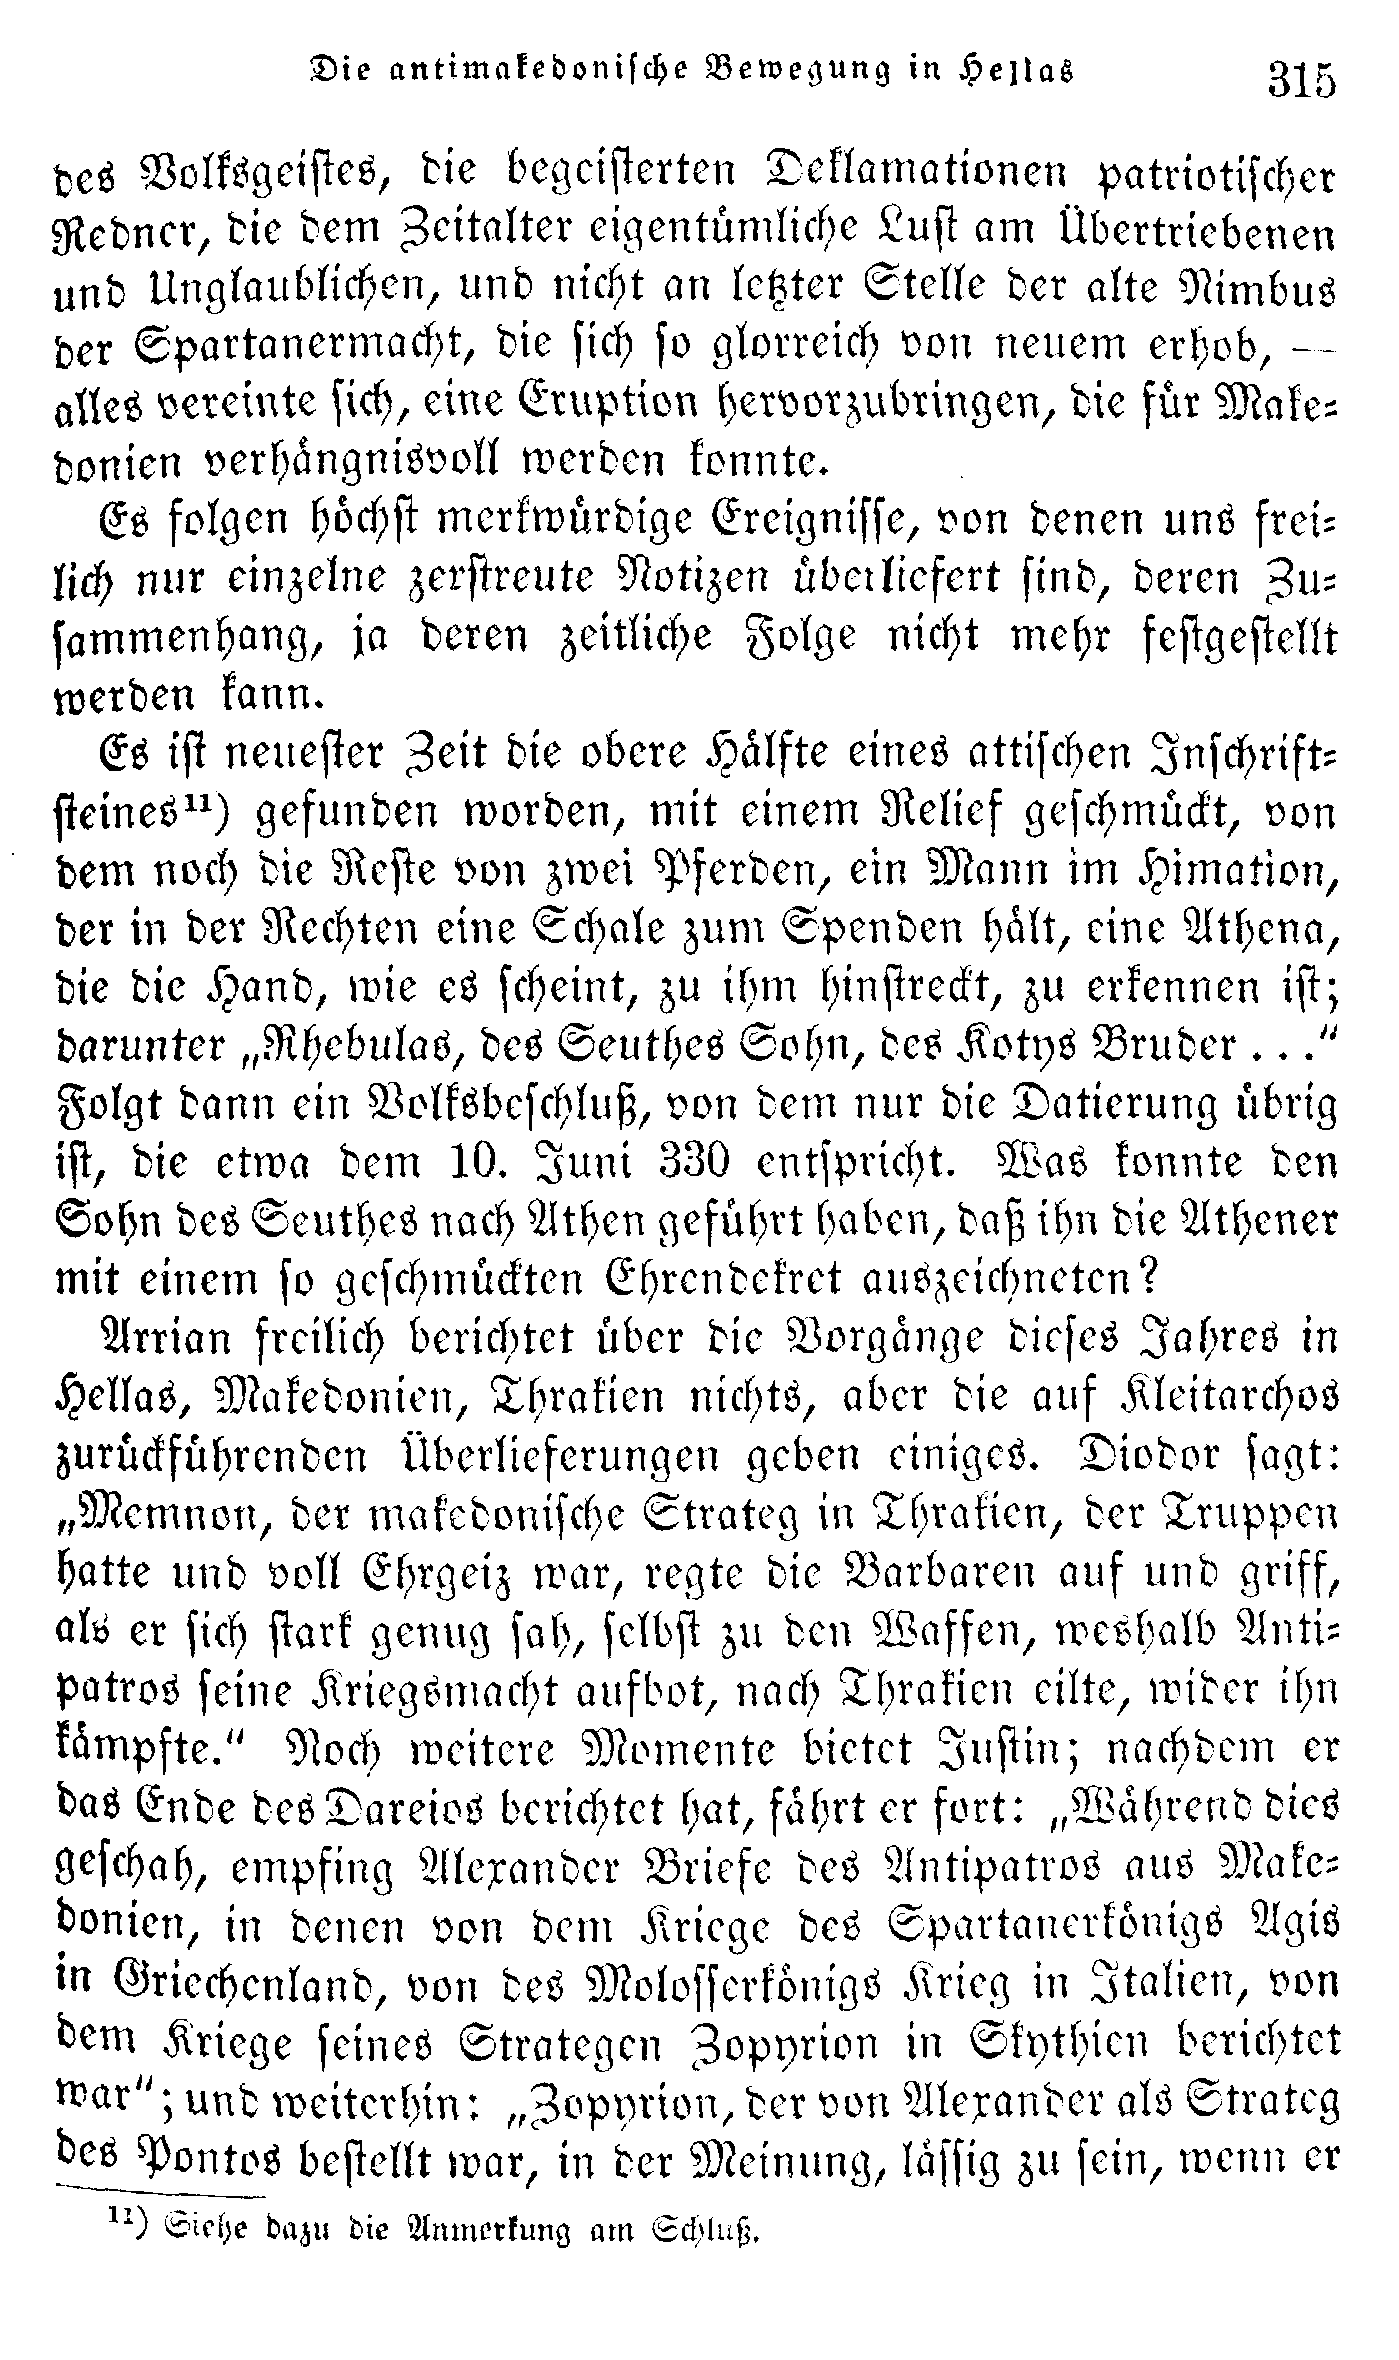 Die antimakedonische Bewegung in Hellas 315
des Volksgeistes, die begeisterten Deklamationen patriotischer
Redner, die dem Zeitalter eigentümliche Lust am Übertriebenen
und Unglaublichen, und nicht an letzter Stelle der alte Nimbus
der Spartanermacht, die sich so glorreich von neuem erhob, —
alles vereinte sich, eine Eruption hervorzubringen, die für Make-
donien verhängnisvoll werden konnte.
Es folgen höchst merkwürdige Ereignisse, von denen uns frei-
lich nur einzelne zerstreute Notizen überliefert sind, deren Zu-
sammenhang, ja deren zeitliche Folge nicht mehr festgestellt
werden kann.
Es ist neuester Zeit die obere Hälfte eines attischen Inschrift-
steines¹¹) gefunden worden, mit einem Relief geschmückt, von
dem noch die Reste von zwei Pferden, ein Mann im Himation,
der in der Rechten eine Schale zum Spenden hält, eine Athena,
die die Hand, wie es scheint, zu ihm hinstreckt, zu erkennen ist;
darunter „Rhebulas, des Seuthes Sohn, des Kotys Bruder . . .“
Folgt dann ein Volksbeschluß, von dem nur die Datierung übrig
ist, die etwa dem 10. Juni 330 entspricht. Was konnte den
Sohn des Seuthes nach Athen geführt haben, daß ihn die Athener
mit einem so geschmückten Ehrendekret auszeichneten?
Arrian freilich berichtet über die Vorgänge dieses Jahres in
Hellas, Makedonien, Thrakien nichts, aber die auf Kleitarchos
zurückführenden Überlieferungen geben einiges. Diodor sagt:
„Memnon, der makedonische Strateg in Thrakien, der Truppen
hatte und voll Ehrgeiz war, regte die Barbaren auf und griff,
als er sich stark genug sah, selbst zu den Waffen, weshalb Anti-
patros seine Kriegsmacht aufbot, nach Thrakien eilte, wider ihn
kämpfte.“ Noch weitere Momente bietet Justin; nachdem er
das Ende des Dareios berichtet hat, fährt er fort: „Während dies
geschah, empfing Alexander Briefe des Antipatros aus Make-
donien, in denen von dem Kriege des Spartanerkönigs Agis
in Griechenland, von des Molosserkönigs Krieg in Italien, von
dem Kriege seines Strategen Zopyrion in Skythien berichtet
war“; und weiterhin: „Zopyrion, der von Alexander als Strateg
des Pontos bestellt war, in der Meinung, lässig zu sein, wenn er
¹¹) Siehe dazu die Anmerkung am Schluß.